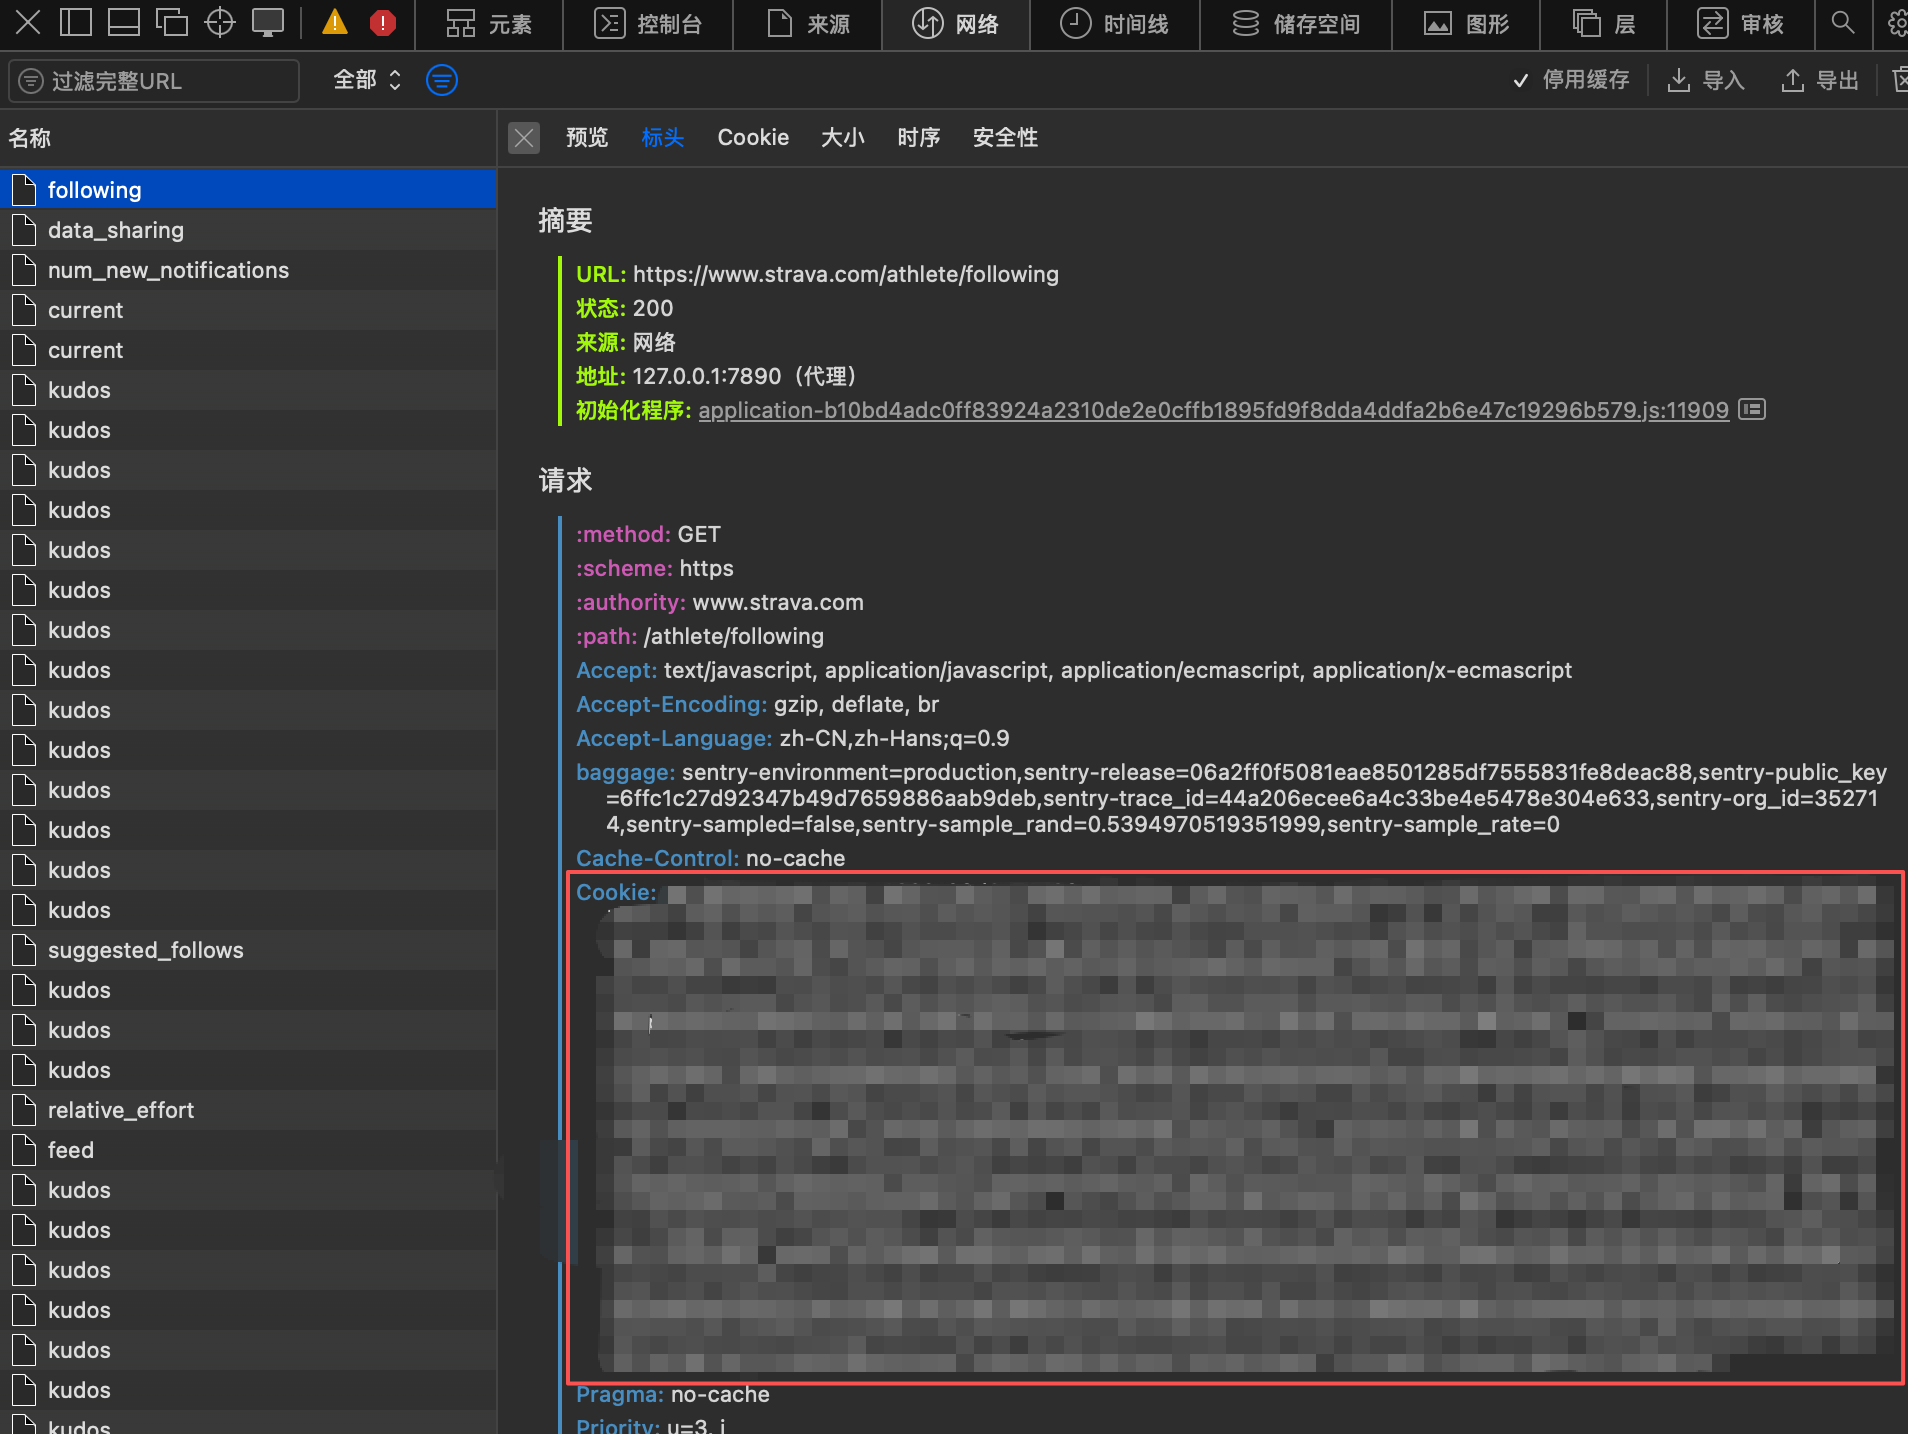 元素 控制台 来源 网络 时间线 储存空间 图形 层 审核
过滤完整URL 全部 停用缓存 导入 导出
名称
预览 标头 Cookie 大小 时序 安全性
following
data_sharing
num_new_notifications
current
current
kudos
kudos
kudos
kudos
kudos
kudos
kudos
kudos
kudos
kudos
kudos
kudos
kudos
kudos
suggested_follows
kudos
kudos
kudos
relative_effort
feed
kudos
kudos
kudos
kudos
kudos
kudos
kudos
摘要
URL: https://www.strava.com/athlete/following
状态: 200
来源: 网络
地址: 127.0.0.1:7890（代理）
初始化程序: application-b10bd4adc0ff83924a2310de2e0cffb1895fd9f8dda4ddfa2b6e47c19296b579.js:11909
请求
:method: GET
:scheme: https
:authority: www.strava.com
:path: /athlete/following
Accept: text/javascript, application/javascript, application/ecmascript, application/x-ecmascript
Accept-Encoding: gzip, deflate, br
Accept-Language: zh-CN,zh-Hans;q=0.9
baggage: sentry-environment=production,sentry-release=06a2ff0f5081eae8501285df7555831fe8deac88,sentry-public_key
=6ffc1c27d92347b49d7659886aab9deb,sentry-trace_id=44a206ecee6a4c33be4e5478e304e633,sentry-org_id=35271
4,sentry-sampled=false,sentry-sample_rand=0.5394970519351999,sentry-sample_rate=0
Cache-Control: no-cache
Cookie:
Pragma: no-cache
Priority: u=3, i